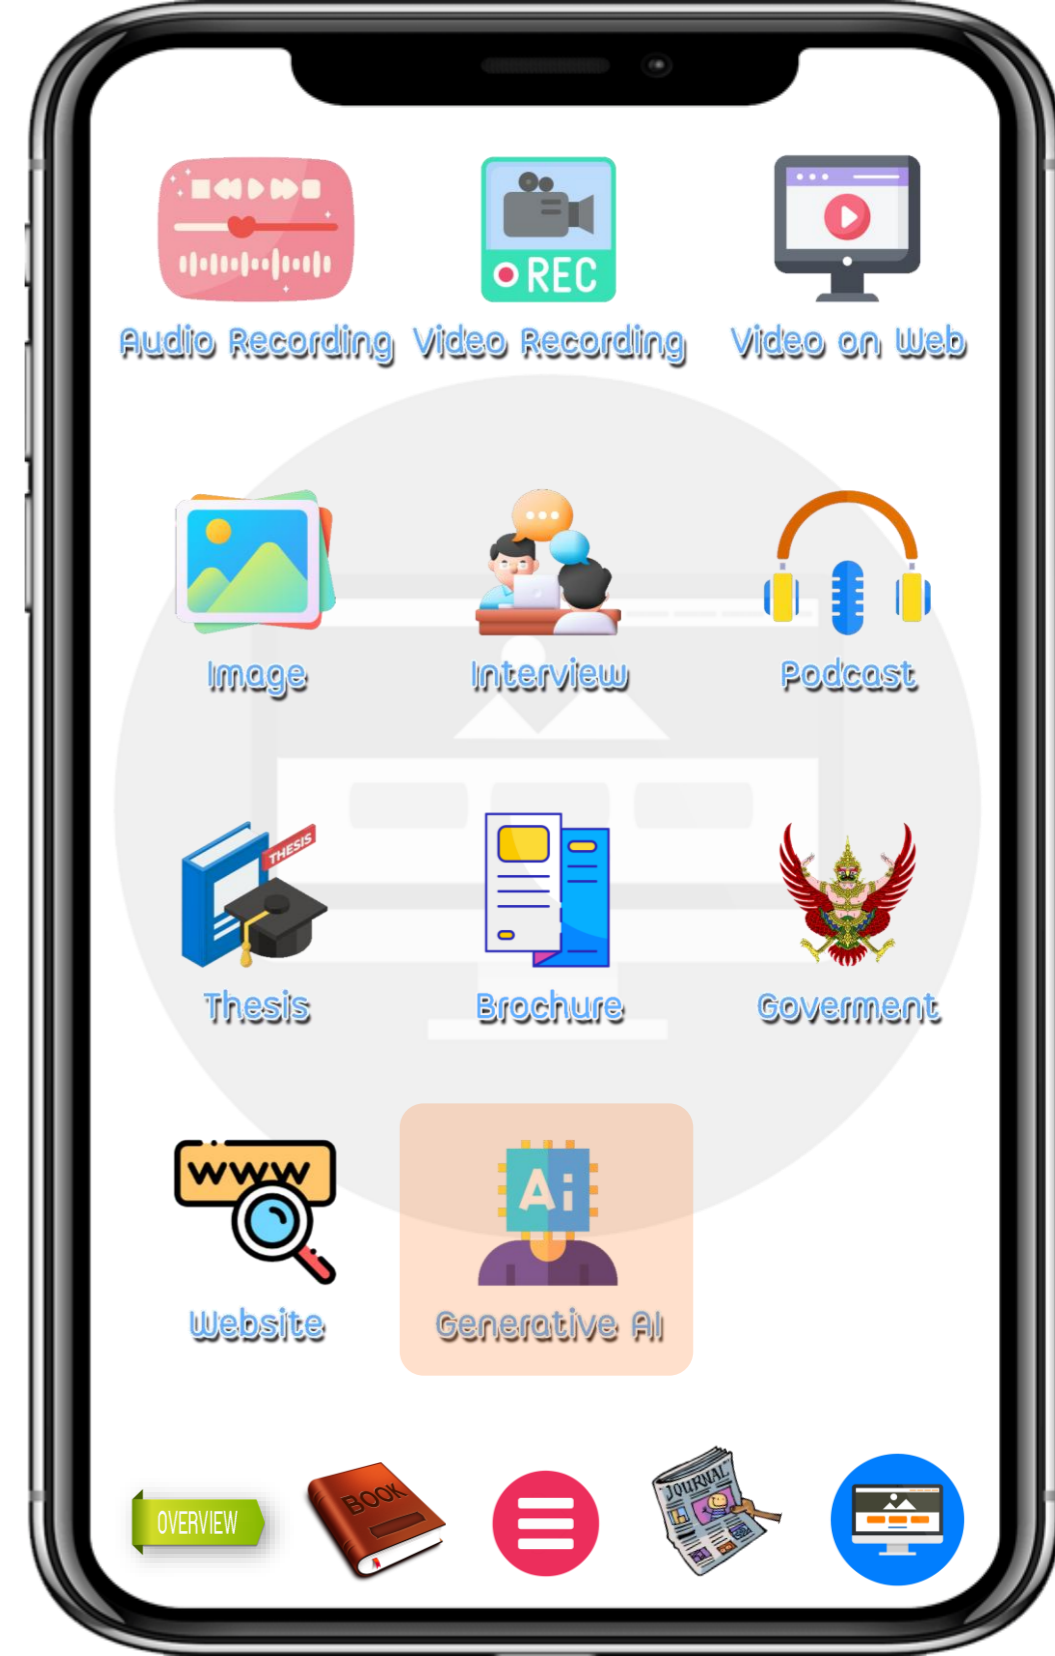 REC
Audio Recording
Video Recording
Video on Web
Image
Interview
Podcast
THESIS
Thesis
Brochure
Goverment
www
Ai
Website
Generative AI
OVERVIEW
BOOK
JOURNAL